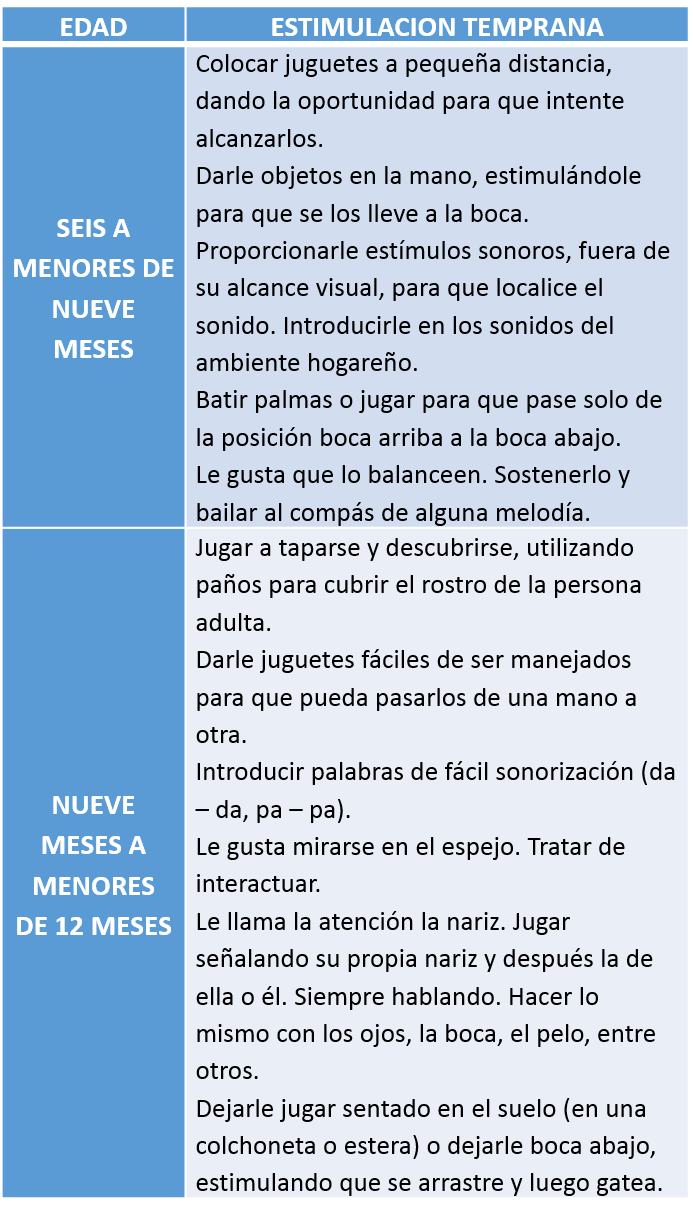 EDAD
ESTIMULACION TEMPRANA
SEIS A
MENORES DE
NUEVE
MESES
Colocar juguetes a pequeña distancia,
dando la oportunidad para que intente
alcanzarlos.
Darle objetos en la mano, estimulándole
para que se los lleve a la boca.
Proporcionarle estímulos sonoros, fuera de
su alcance visual, para que localice el
sonido. Introducirle en los sonidos del
ambiente hogareño.
Batir palmas o jugar para que pase solo de
la posición boca arriba a la boca abajo.
Le gusta que lo balanceen. Sostenerlo y
bailar al compás de alguna melodía.
NUEVE
MESES A
MENORES
DE 12 MESES
Jugar a taparse y descubrirse, utilizando
paños para cubrir el rostro de la persona
adulta.
Darle juguetes fáciles de ser manejados
para que pueda pasarlos de una mano a
otra.
Introducir palabras de fácil sonorización (da
– da, pa – pa).
Le gusta mirarse en el espejo. Tratar de
interactuar.
Le llama la atención la nariz. Jugar
señalando su propia nariz y después la de
ella o él. Siempre hablando. Hacer lo
mismo con los ojos, la boca, el pelo, entre
otros.
Dejarle jugar sentado en el suelo (en una
colchoneta o estera) o dejarle boca abajo,
estimulando que se arrastre y luego gatea.